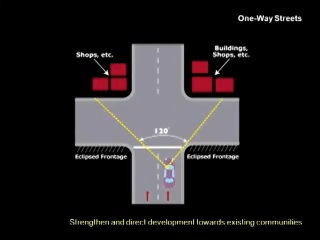 One-Way Streets
Shops, etc.
Buildings,
Shops, etc.
120°
Eclipsed Frontage
Eclipsed Frontage
Strengthen and direct development towards existing communities